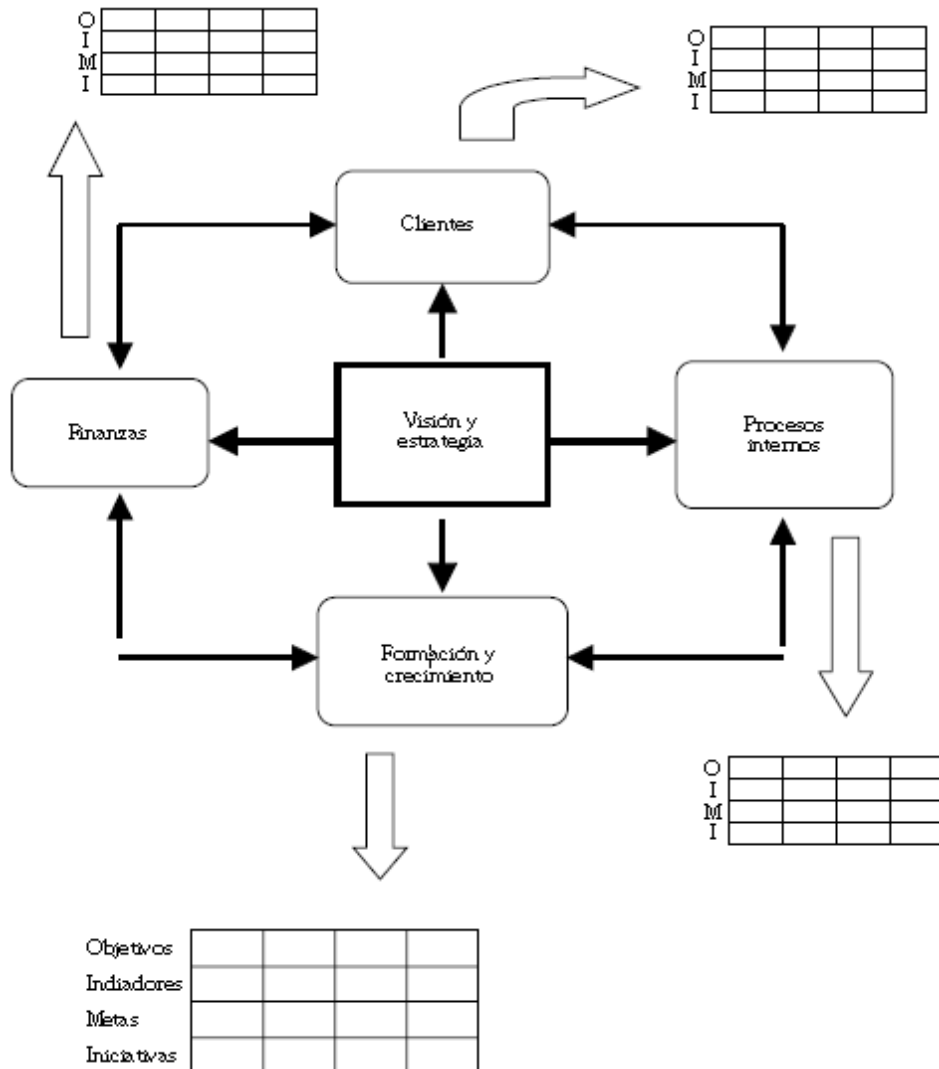 O
I
M
I
O
I
M
I
Clientes
Finanzas
Visión y
estrategia
Procesos
internos
Formación y
crecimiento
O
I
M
I
Objetivos
Indiadores
Metas
Iniciativas